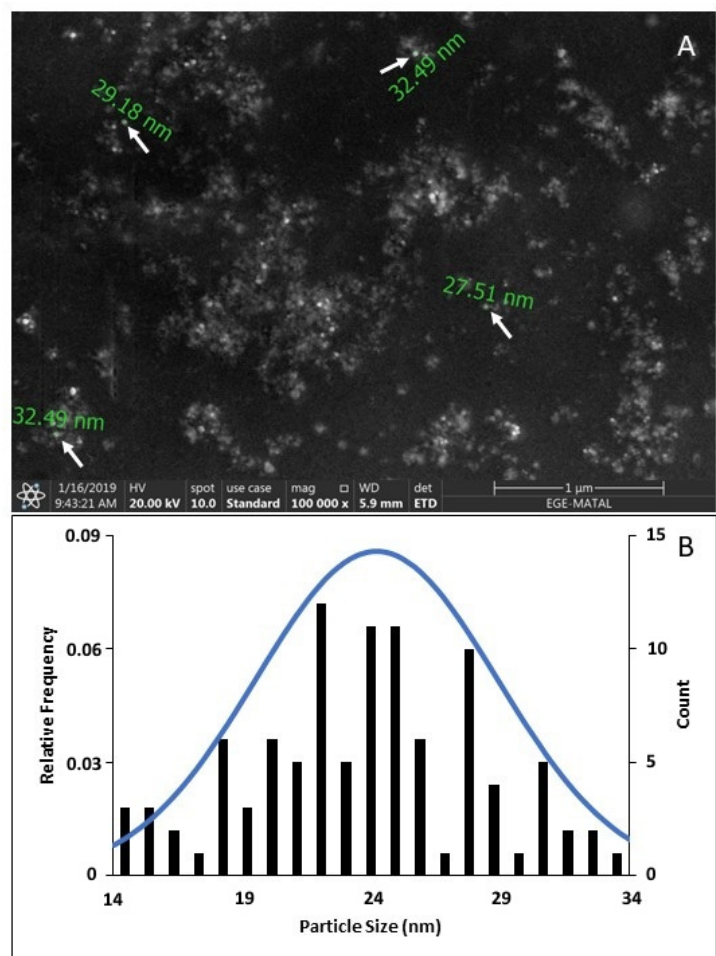 A
32.49 nm
29.18 nm
27.51 nm
32.49 nm
1/16/2019 HV spot use case mag WD det 1 µm
9:43:21 AM 20.00 kV 10.0 Standard 100 000 x 5.9 mm ETD EGE-MATAL
B
0.09 15
0.06 10
0.03 5
0 0
Relative Frequency
Count
14 19 24 29 34
Particle Size (nm)